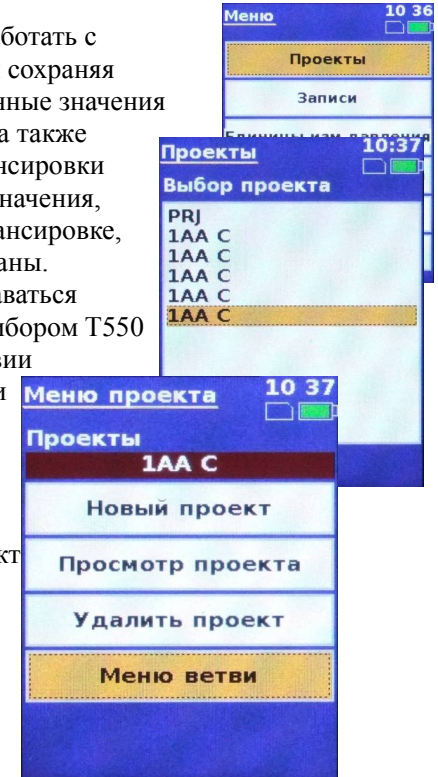 аботать с
сохраняя
нные значения
а также
нсировки
начения,
ансировке,
аны.
аваться
ибором Т550
вии
и
кт
Меню
10 36
Проекты
Записи
Единицы изм давления
Проекты
10:37
Выбор проекта
PRJ
1AA C
1AA C
1AA C
1AA C
1AA C
Меню проекта
10 37
Проекты
1AA C
Новый проект
Просмотр проекта
Удалить проект
Меню ветви